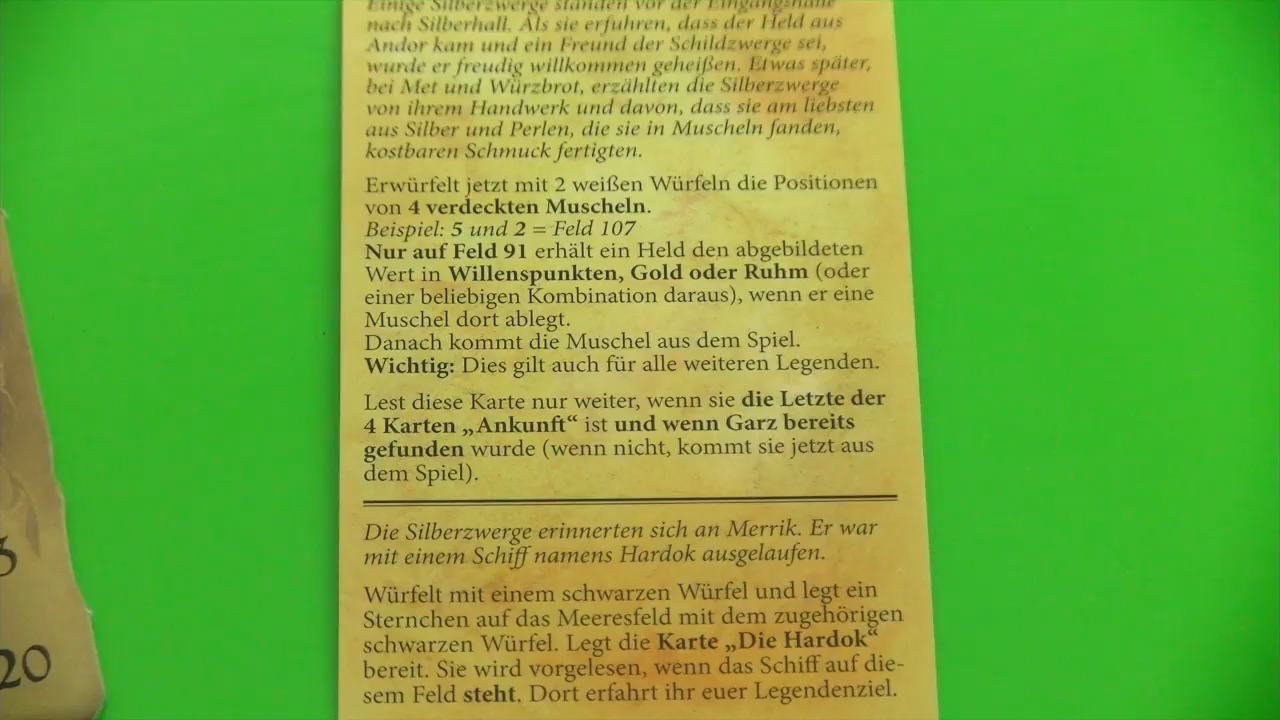 Einige Silberzwerge standen vor der Eingangshalle
nach Silberhall. Als sie erfuhren, dass der Held aus
Andor kam und ein Freund der Schildzwerge sei,
wurde er freudig willkommen geheißen. Etwas später,
bei Met und Würzbrot, erzählten die Silberzwerge
von ihrem Handwerk und davon, dass sie am liebsten
aus Silber und Perlen, die sie in Muscheln fanden,
kostbaren Schmuck fertigten.
Erwürfelt jetzt mit 2 weißen Würfeln die Positionen
von 4 verdeckten Muscheln.
Beispiel: 5 und 2 = Feld 107
Nur auf Feld 91 erhält ein Held den abgebildeten
Wert in Willenspunkten, Gold oder Ruhm (oder
einer beliebigen Kombination daraus), wenn er eine
Muschel dort ablegt.
Danach kommt die Muschel aus dem Spiel.
Wichtig: Dies gilt auch für alle weiteren Legenden.
Lest diese Karte nur weiter, wenn sie die Letzte der
4 Karten „Ankunft“ ist und wenn Garz bereits
gefunden wurde (wenn nicht, kommt sie jetzt aus
dem Spiel).
Die Silberzwerge erinnerten sich an Merrik. Er war
mit einem Schiff namens Hardok ausgelaufen.
Würfelt mit einem schwarzen Würfel und legt ein
Sternchen auf das Meeresfeld mit dem zugehörigen
schwarzen Würfel. Legt die Karte „Die Hardok“
bereit. Sie wird vorgelesen, wenn das Schiff auf die-
sem Feld steht. Dort erfahrt ihr euer Legendenziel.
20